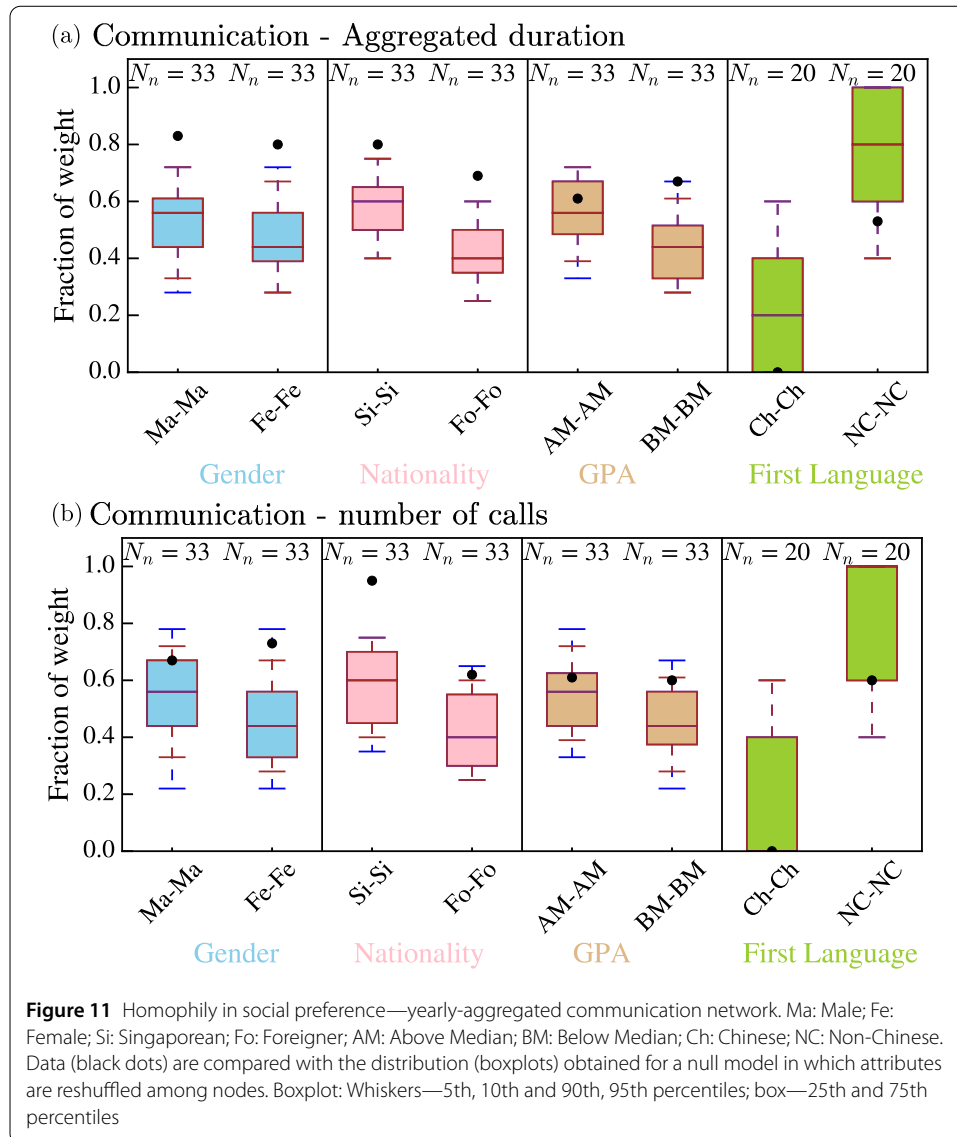 (a) Communication - Aggregated duration
N_n = 33 N_n = 33 N_n = 33 N_n = 33 N_n = 33 N_n = 33 N_n = 20 N_n = 20
Fraction of weight
1.0
0.8
0.6
0.4
0.2
0.0
Ma-Ma Fe-Fe Si-Si Fo-Fo AM-AM BM-BM Ch-Ch NC-NC
Gender Nationality GPA First Language
(b) Communication - number of calls
N_n = 33 N_n = 33 N_n = 33 N_n = 33 N_n = 33 N_n = 33 N_n = 20 N_n = 20
Fraction of weight
1.0
0.8
0.6
0.4
0.2
0.0
Ma-Ma Fe-Fe Si-Si Fo-Fo AM-AM BM-BM Ch-Ch NC-NC
Gender Nationality GPA First Language
Figure 11 Homophily in social preference—yearly-aggregated communication network. Ma: Male; Fe:
Female; Si: Singaporean; Fo: Foreigner; AM: Above Median; BM: Below Median; Ch: Chinese; NC: Non-Chinese.
Data (black dots) are compared with the distribution (boxplots) obtained for a null model in which attributes
are reshuffled among nodes. Boxplot: Whiskers—5th, 10th and 90th, 95th percentiles; box—25th and 75th
percentiles